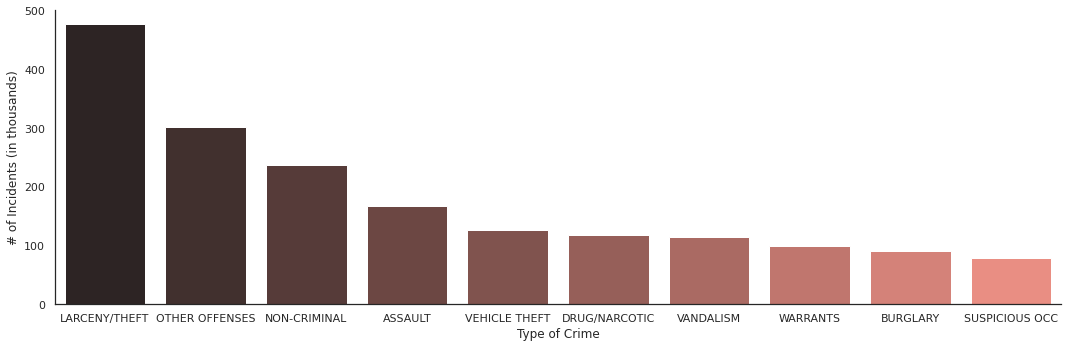 500
400
300
200
100
0
# of Incidents (in thousands)
LARCENY/THEFT OTHER OFFENSES NON-CRIMINAL ASSAULT VEHICLE THEFT DRUG/NARCOTIC VANDALISM WARRANTS BURGLARY SUSPICIOUS OCC
Type of Crime